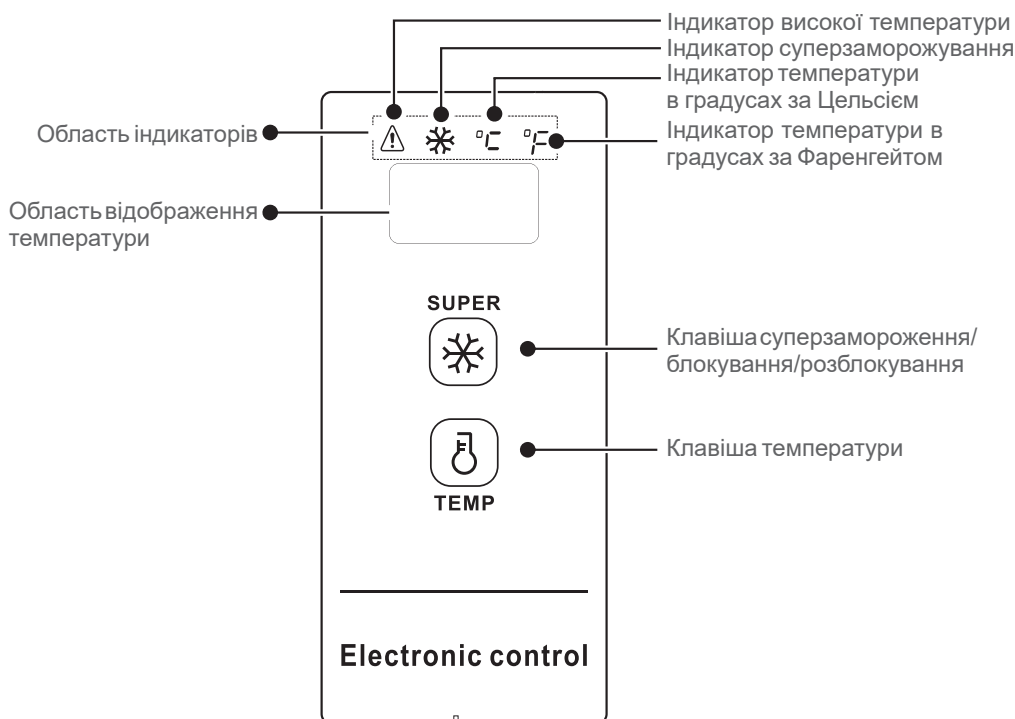 Індикатор високої температури
Індикатор суперзаморожування
Індикатор температури
в градусах за Цельсієм
Індикатор температури в
градусах за Фаренгейтом
Область індикаторів
°C °F
Область відображення
температури
SUPER
Клавіша суперзамороження/
блокування/розблокування
Клавіша температури
TEMP
Electronic control